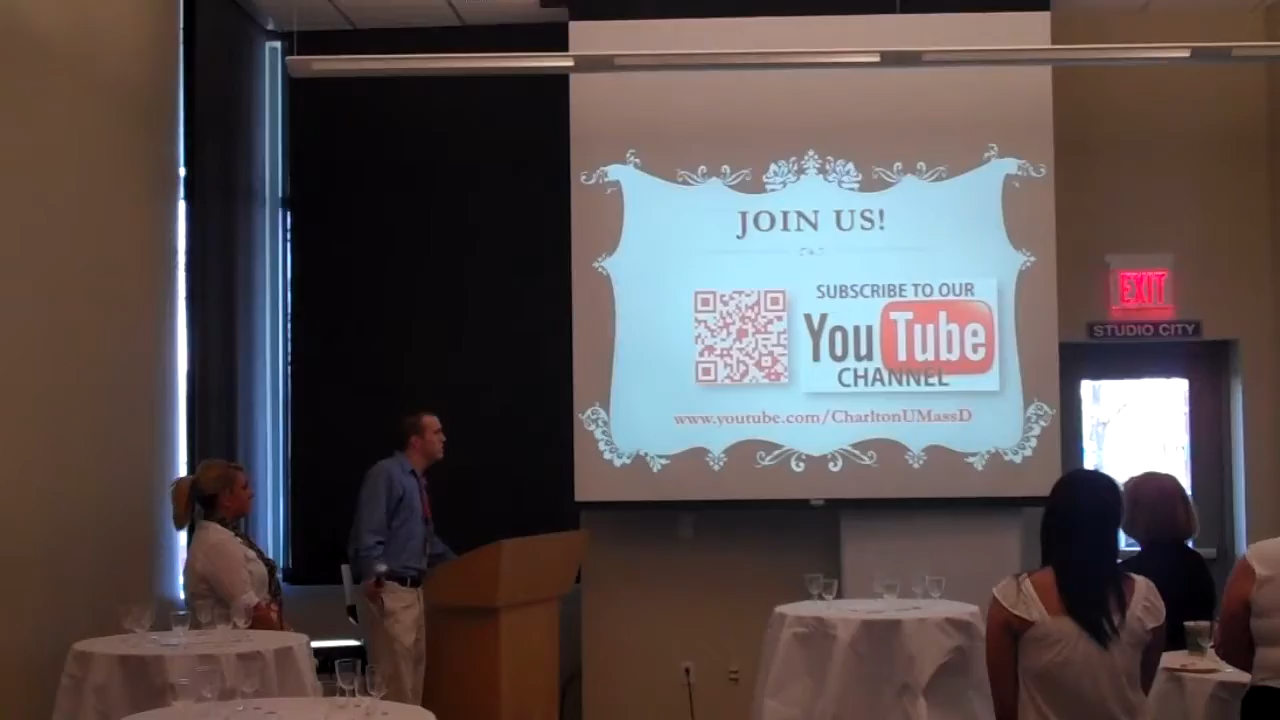 JOIN US!
SUBSCRIBE TO OUR
YouTube
CHANNEL
www.youtube.com/CharltonUMassD
EXIT
STUDIO CITY